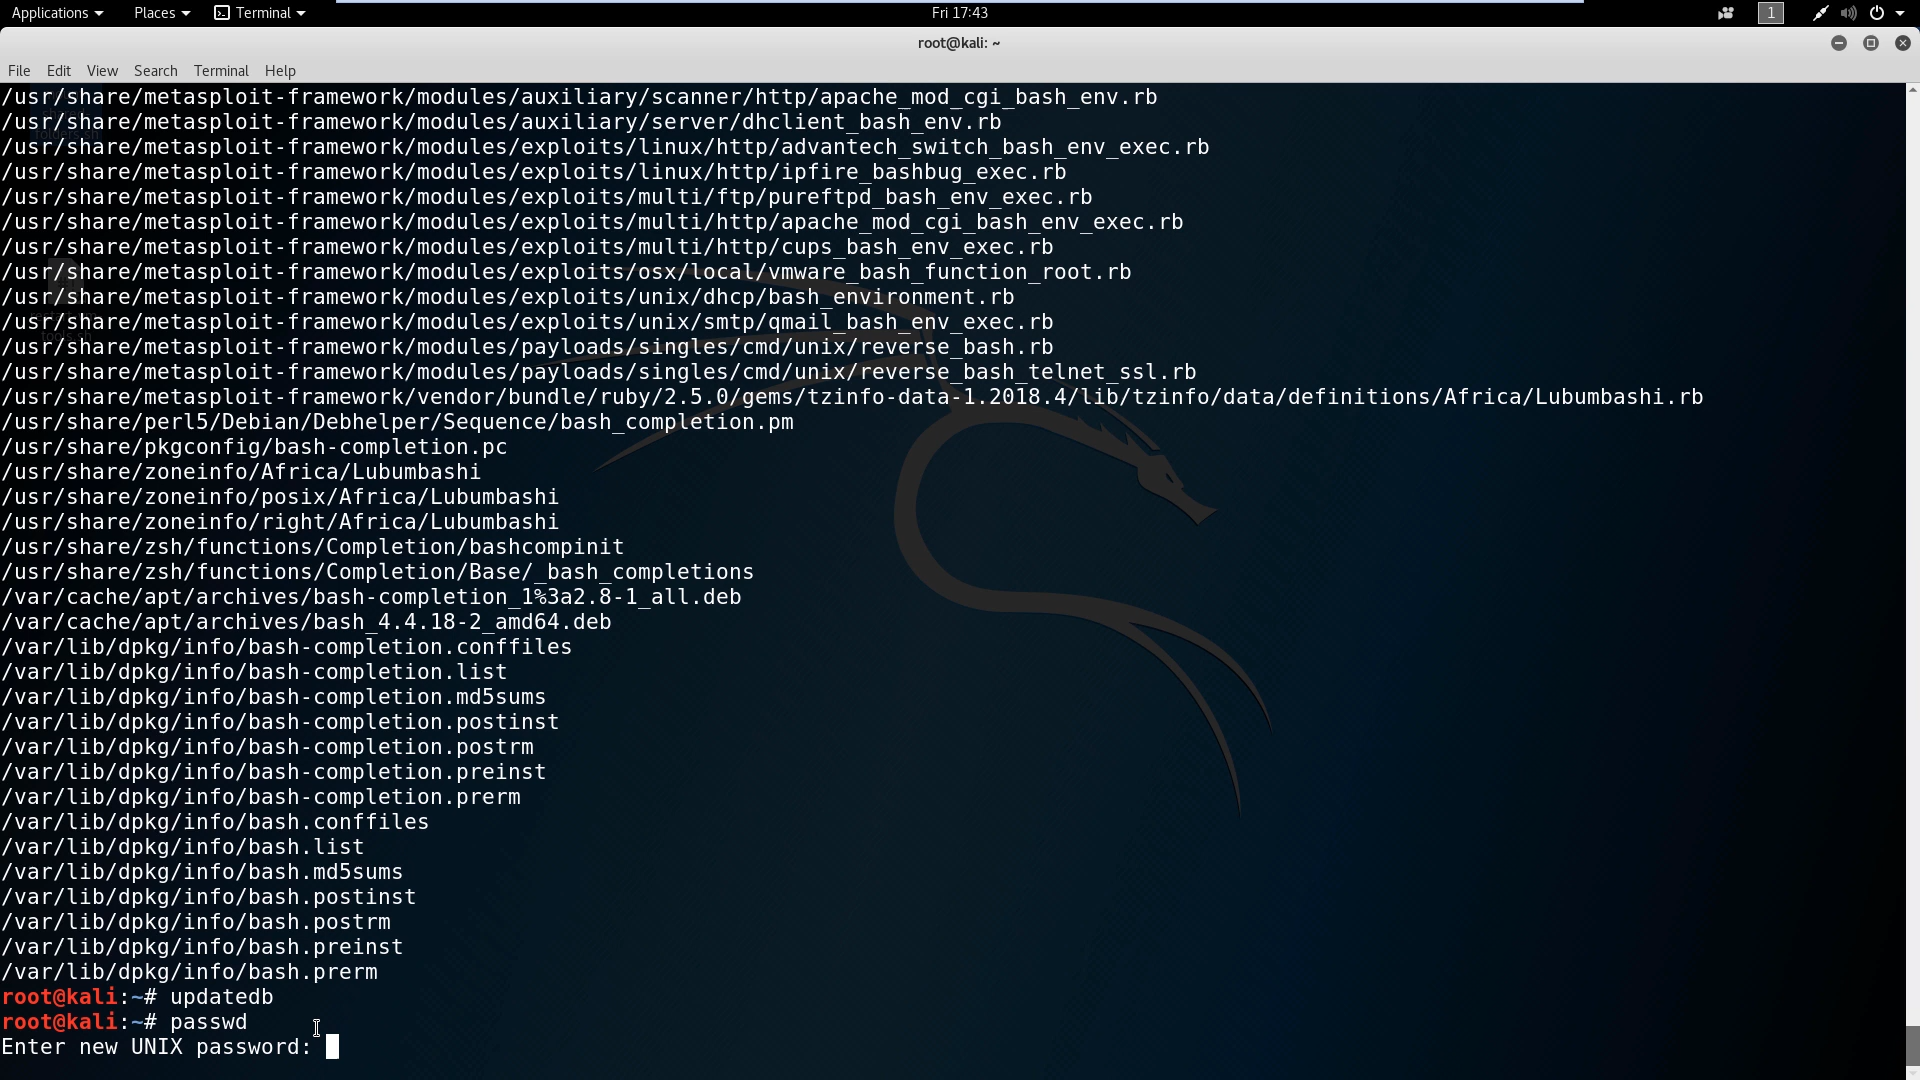 Applications Places Terminal Fri 17:43 1
root@kali: ~
File Edit View Search Terminal Help
/usr/share/metasploit-framework/modules/auxiliary/scanner/http/apache_mod_cgi_bash_env.rb
/usr/share/metasploit-framework/modules/auxiliary/server/dhclient_bash_env.rb
/usr/share/metasploit-framework/modules/exploits/linux/http/advantech_switch_bash_env_exec.rb
/usr/share/metasploit-framework/modules/exploits/linux/http/ipfire_bashbug_exec.rb
/usr/share/metasploit-framework/modules/exploits/multi/ftp/pureftpd_bash_env_exec.rb
/usr/share/metasploit-framework/modules/exploits/multi/http/apache_mod_cgi_bash_env_exec.rb
/usr/share/metasploit-framework/modules/exploits/multi/http/cups_bash_env_exec.rb
/usr/share/metasploit-framework/modules/exploits/osx/local/vmware_bash_function_root.rb
/usr/share/metasploit-framework/modules/exploits/unix/dhcp/bash_environment.rb
/usr/share/metasploit-framework/modules/exploits/unix/smtp/qmail_bash_env_exec.rb
/usr/share/metasploit-framework/modules/payloads/singles/cmd/unix/reverse_bash.rb
/usr/share/metasploit-framework/modules/payloads/singles/cmd/unix/reverse_bash_telnet_ssl.rb
/usr/share/metasploit-framework/vendor/bundle/ruby/2.5.0/gems/tzinfo-data-1.2018.4/lib/tzinfo/data/definitions/Africa/Lubumbashi.rb
/usr/share/perl5/Debian/Debhelper/Sequence/bash_completion.pm
/usr/share/pkgconfig/bash-completion.pc
/usr/share/zoneinfo/Africa/Lubumbashi
/usr/share/zoneinfo/posix/Africa/Lubumbashi
/usr/share/zoneinfo/right/Africa/Lubumbashi
/usr/share/zsh/functions/Completion/bashcompinit
/usr/share/zsh/functions/Completion/Base/_bash_completions
/var/cache/apt/archives/bash-completion_1%3a2.8-1_all.deb
/var/cache/apt/archives/bash_4.4.18-2_amd64.deb
/var/lib/dpkg/info/bash-completion.conffiles
/var/lib/dpkg/info/bash-completion.list
/var/lib/dpkg/info/bash-completion.md5sums
/var/lib/dpkg/info/bash-completion.postinst
/var/lib/dpkg/info/bash-completion.postrm
/var/lib/dpkg/info/bash-completion.preinst
/var/lib/dpkg/info/bash-completion.prerm
/var/lib/dpkg/info/bash.conffiles
/var/lib/dpkg/info/bash.list
/var/lib/dpkg/info/bash.md5sums
/var/lib/dpkg/info/bash.postinst
/var/lib/dpkg/info/bash.postrm
/var/lib/dpkg/info/bash.preinst
/var/lib/dpkg/info/bash.prerm
root@kali:~# updatedb
root@kali:~# passwd
Enter new UNIX password: